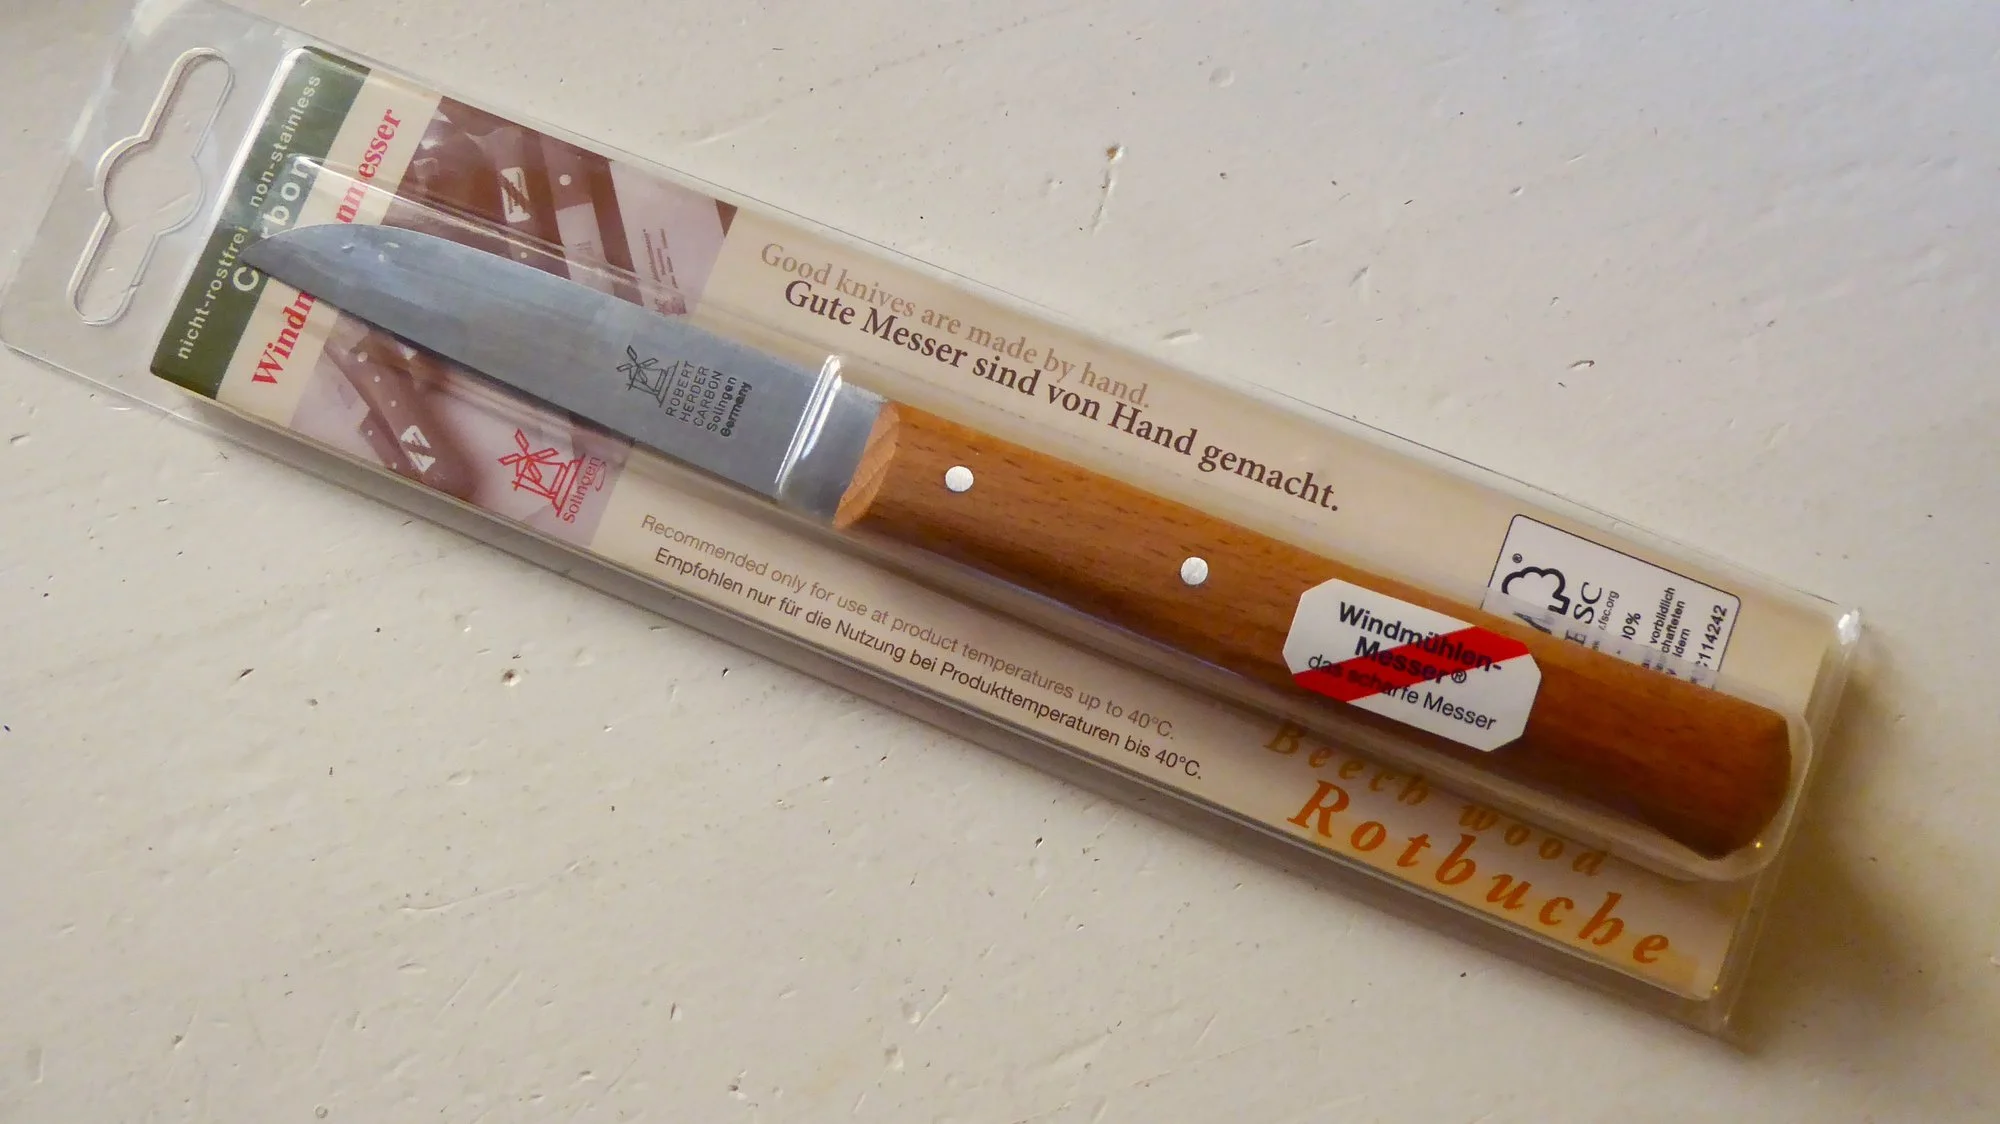 nicht-rostfrei non-stainless
Good knives are made by hand.
Gute Messer sind von Hand gemacht.
ROBERT
HERDER
CARBON
Solingen
Germany
Solingen
Recommended only for use at product temperatures up to 40°C.
Empfohlen nur für die Nutzung bei Produkttemperaturen bis 40°C.
Windmühlen-
Messer®
das scharfe Messer
Beech wood
Rotbuche